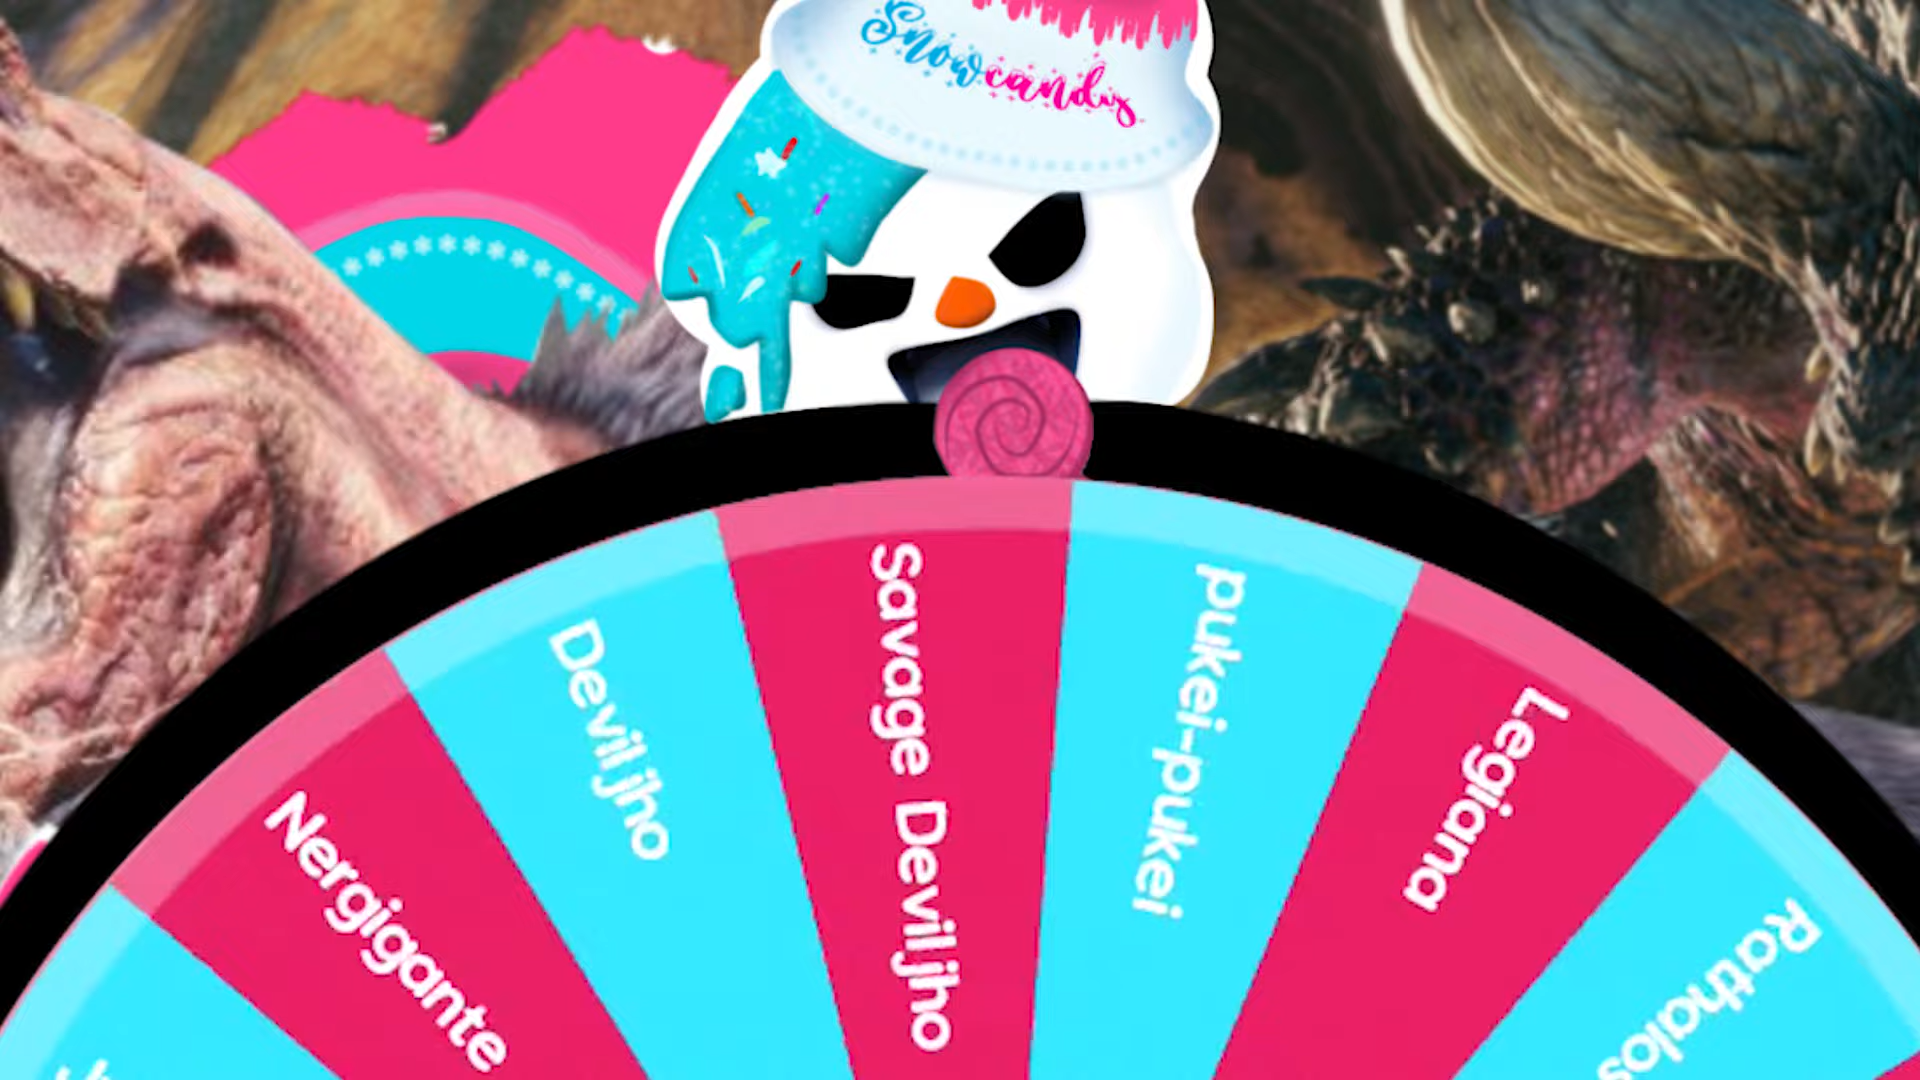 Snowcandy
Nergigante
Deviljho
Savage Deviljho
pukei-pukei
Legiana
Rathalos